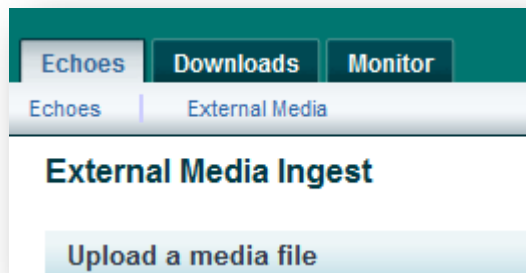 Echoes Downloads Monitor
Echoes External Media
External Media Ingest
Upload a media file